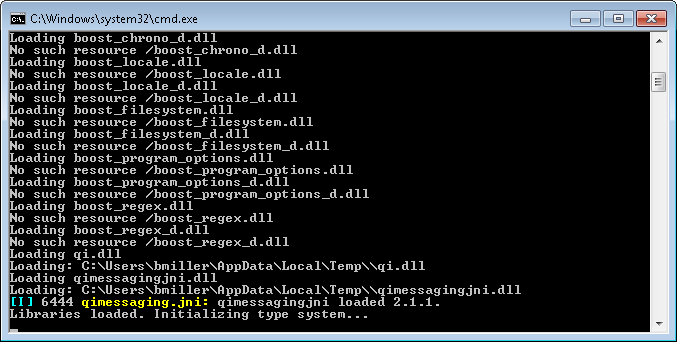 C:\Windows\system32\cmd.exe
Loading boost_chrono_d.dll
No such resource /boost_chrono_d.dll
Loading boost_locale.dll
No such resource /boost_locale.dll
Loading boost_locale_d.dll
No such resource /boost_locale_d.dll
Loading boost_filesystem.dll
No such resource /boost_filesystem.dll
Loading boost_filesystem_d.dll
No such resource /boost_filesystem_d.dll
Loading boost_program_options.dll
No such resource /boost_program_options.dll
Loading boost_program_options_d.dll
No such resource /boost_program_options_d.dll
Loading boost_regex.dll
No such resource /boost_regex.dll
Loading boost_regex_d.dll
No such resource /boost_regex_d.dll
Loading qi.dll
Loading: C:\Users\bmiller\AppData\Local\Temp\\qi.dll
Loading qimessagingjni.dll
Loading: C:\Users\bmiller\AppData\Local\Temp\\qimessagingjni.dll
[I] 6444 qimessaging.jni: qimessagingjni loaded 2.1.1.
Libraries loaded. Initializing type system...